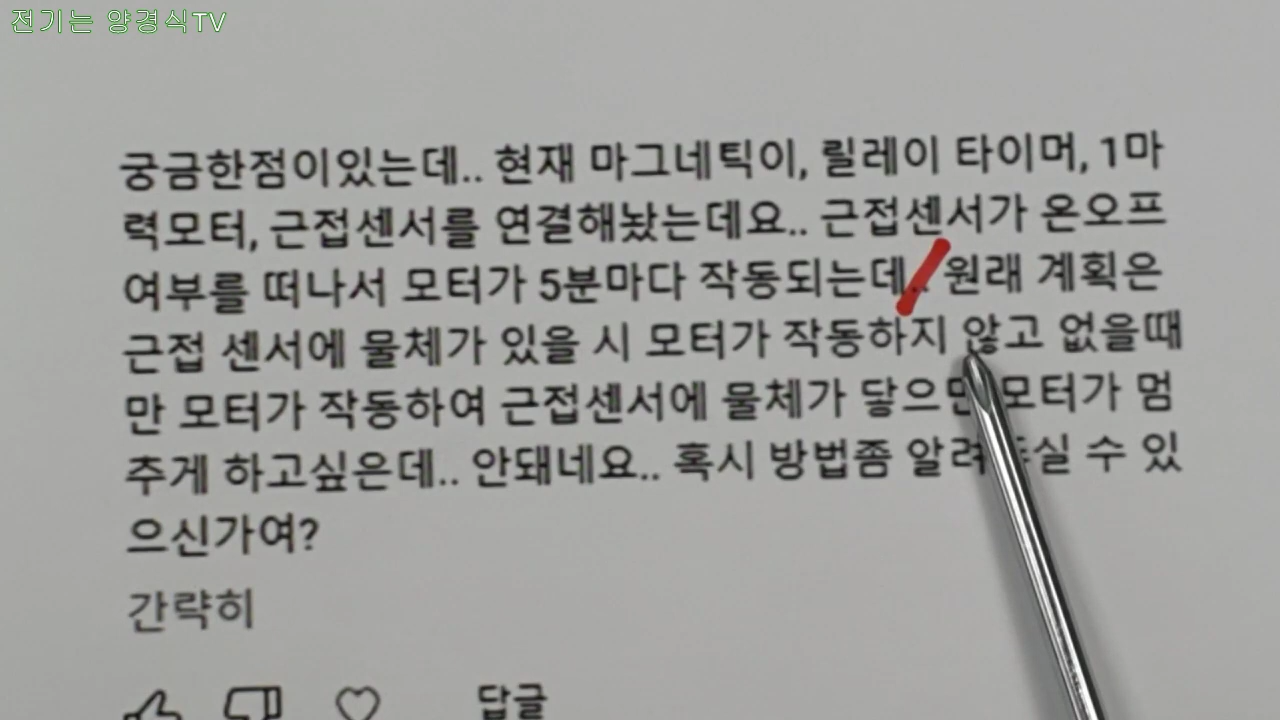 전기는 양경식TV
궁금한점이있는데.. 현재 마그네틱이, 릴레이 타이머, 1마
력모터, 근접센서를 연결해놨는데요.. 근접센서가 온오프
여부를 떠나서 모터가 5분마다 작동되는데.. 원래 계획은
근접 센서에 물체가 있을 시 모터가 작동하지 않고 없을때
만 모터가 작동하여 근접센서에 물체가 닿으면 모터가 멈
추게 하고싶은데.. 안돼네요.. 혹시 방법좀 수 있
으신가여?
간략히
답글